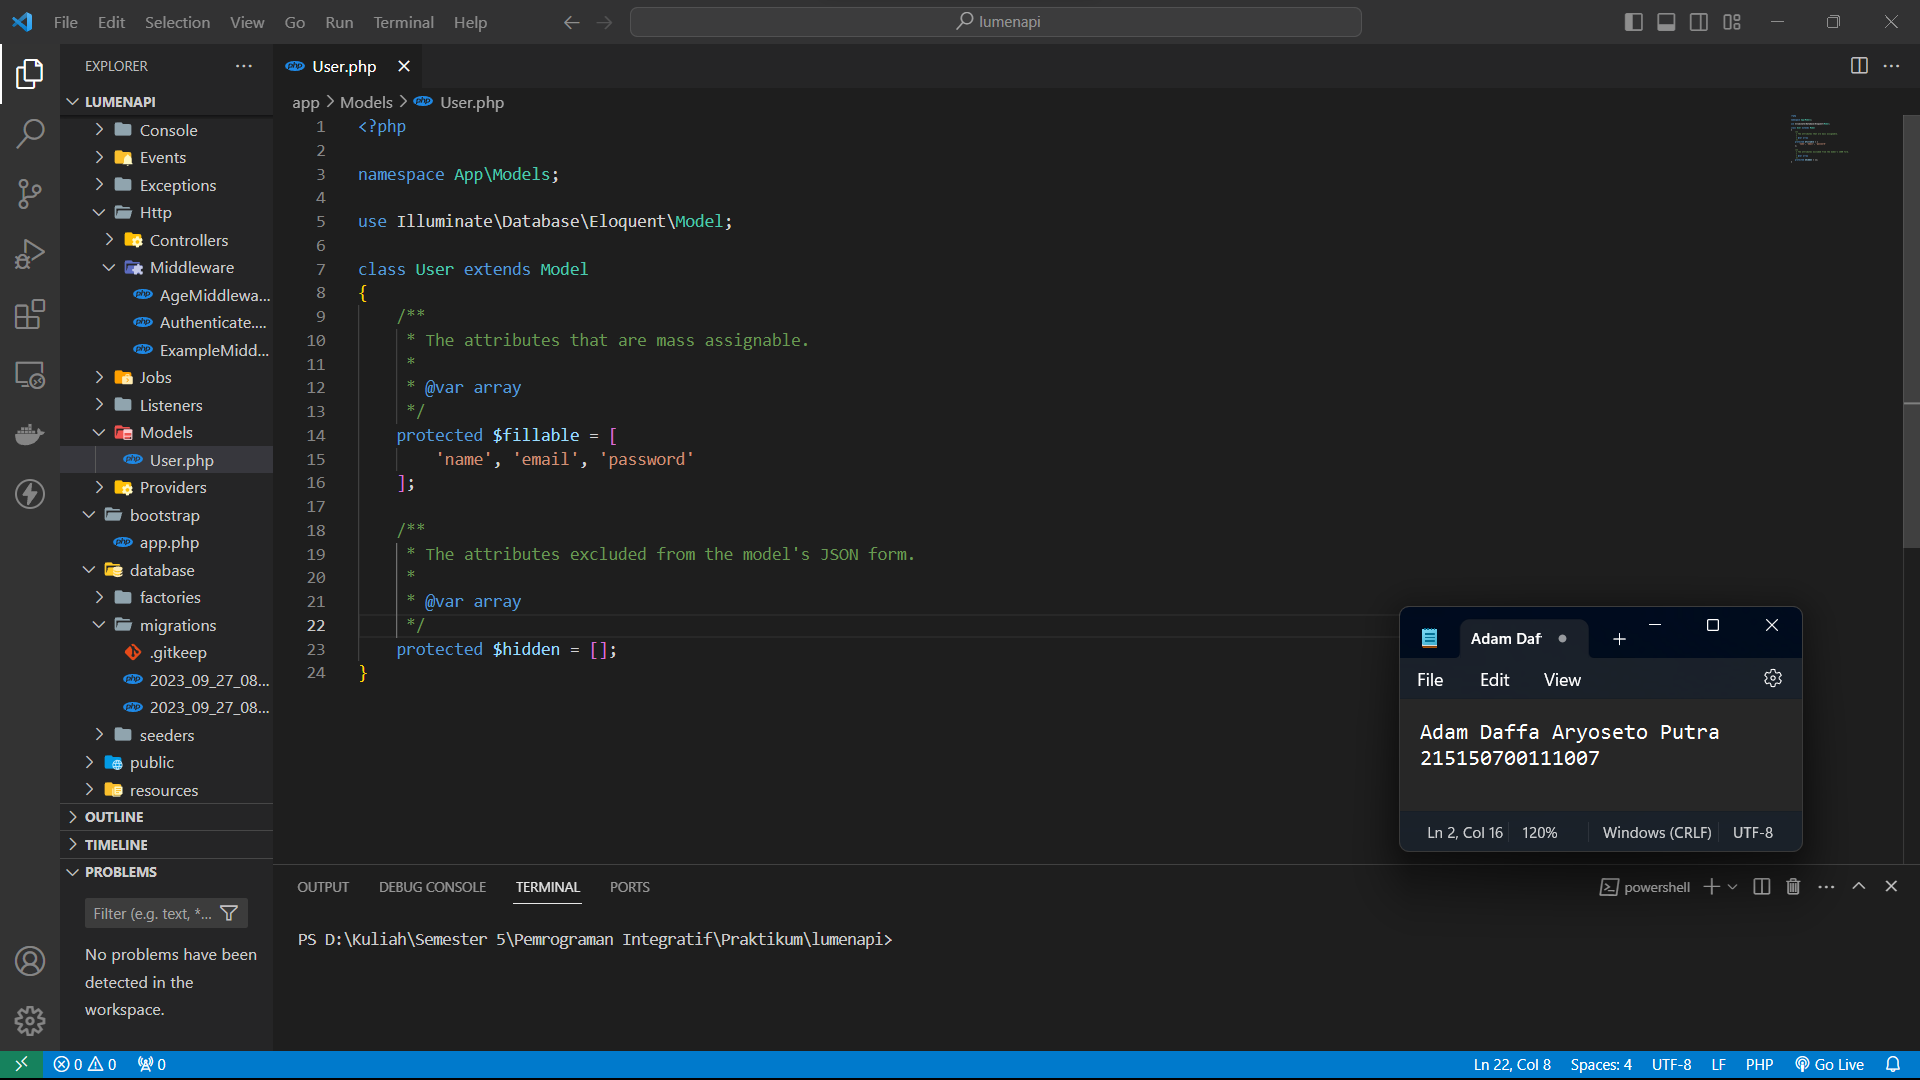 File Edit Selection View Go Run Terminal Help
lumenapi
EXPLORER
LUMENAPI
Console
Events
Exceptions
Http
Controllers
Middleware
AgeMiddlewa...
Authenticate....
ExampleMidd...
Jobs
Listeners
Models
User.php
Providers
bootstrap
app.php
database
factories
migrations
.gitkeep
2023_09_27_08...
2023_09_27_08...
seeders
public
resources
OUTLINE
TIMELINE
PROBLEMS
Filter (e.g. text, *...
No problems have been
detected in the
workspace.
User.php
app > Models > User.php
1 <?php
2
3 namespace App\Models;
4
5 use Illuminate\Database\Eloquent\Model;
6
7 class User extends Model
8 {
9 /**
10 * The attributes that are mass assignable.
11 *
12 * @var array
13 */
14 protected $fillable = [
15 'name', 'email', 'password'
16 ];
17
18 /**
19 * The attributes excluded from the model's JSON form.
20 *
21 * @var array
22 */
23 protected $hidden = [];
24 }
Adam Daf
File Edit View
Adam Daffa Aryoseto Putra
215150700111007
Ln 2, Col 16 120% Windows (CRLF) UTF-8
OUTPUT DEBUG CONSOLE TERMINAL PORTS
powershell
PS D:\Kuliah\Semester 5\Pemrograman Integratif\Praktikum\lumenapi>
0 0 0
Ln 22, Col 8 Spaces: 4 UTF-8 LF PHP Go Live